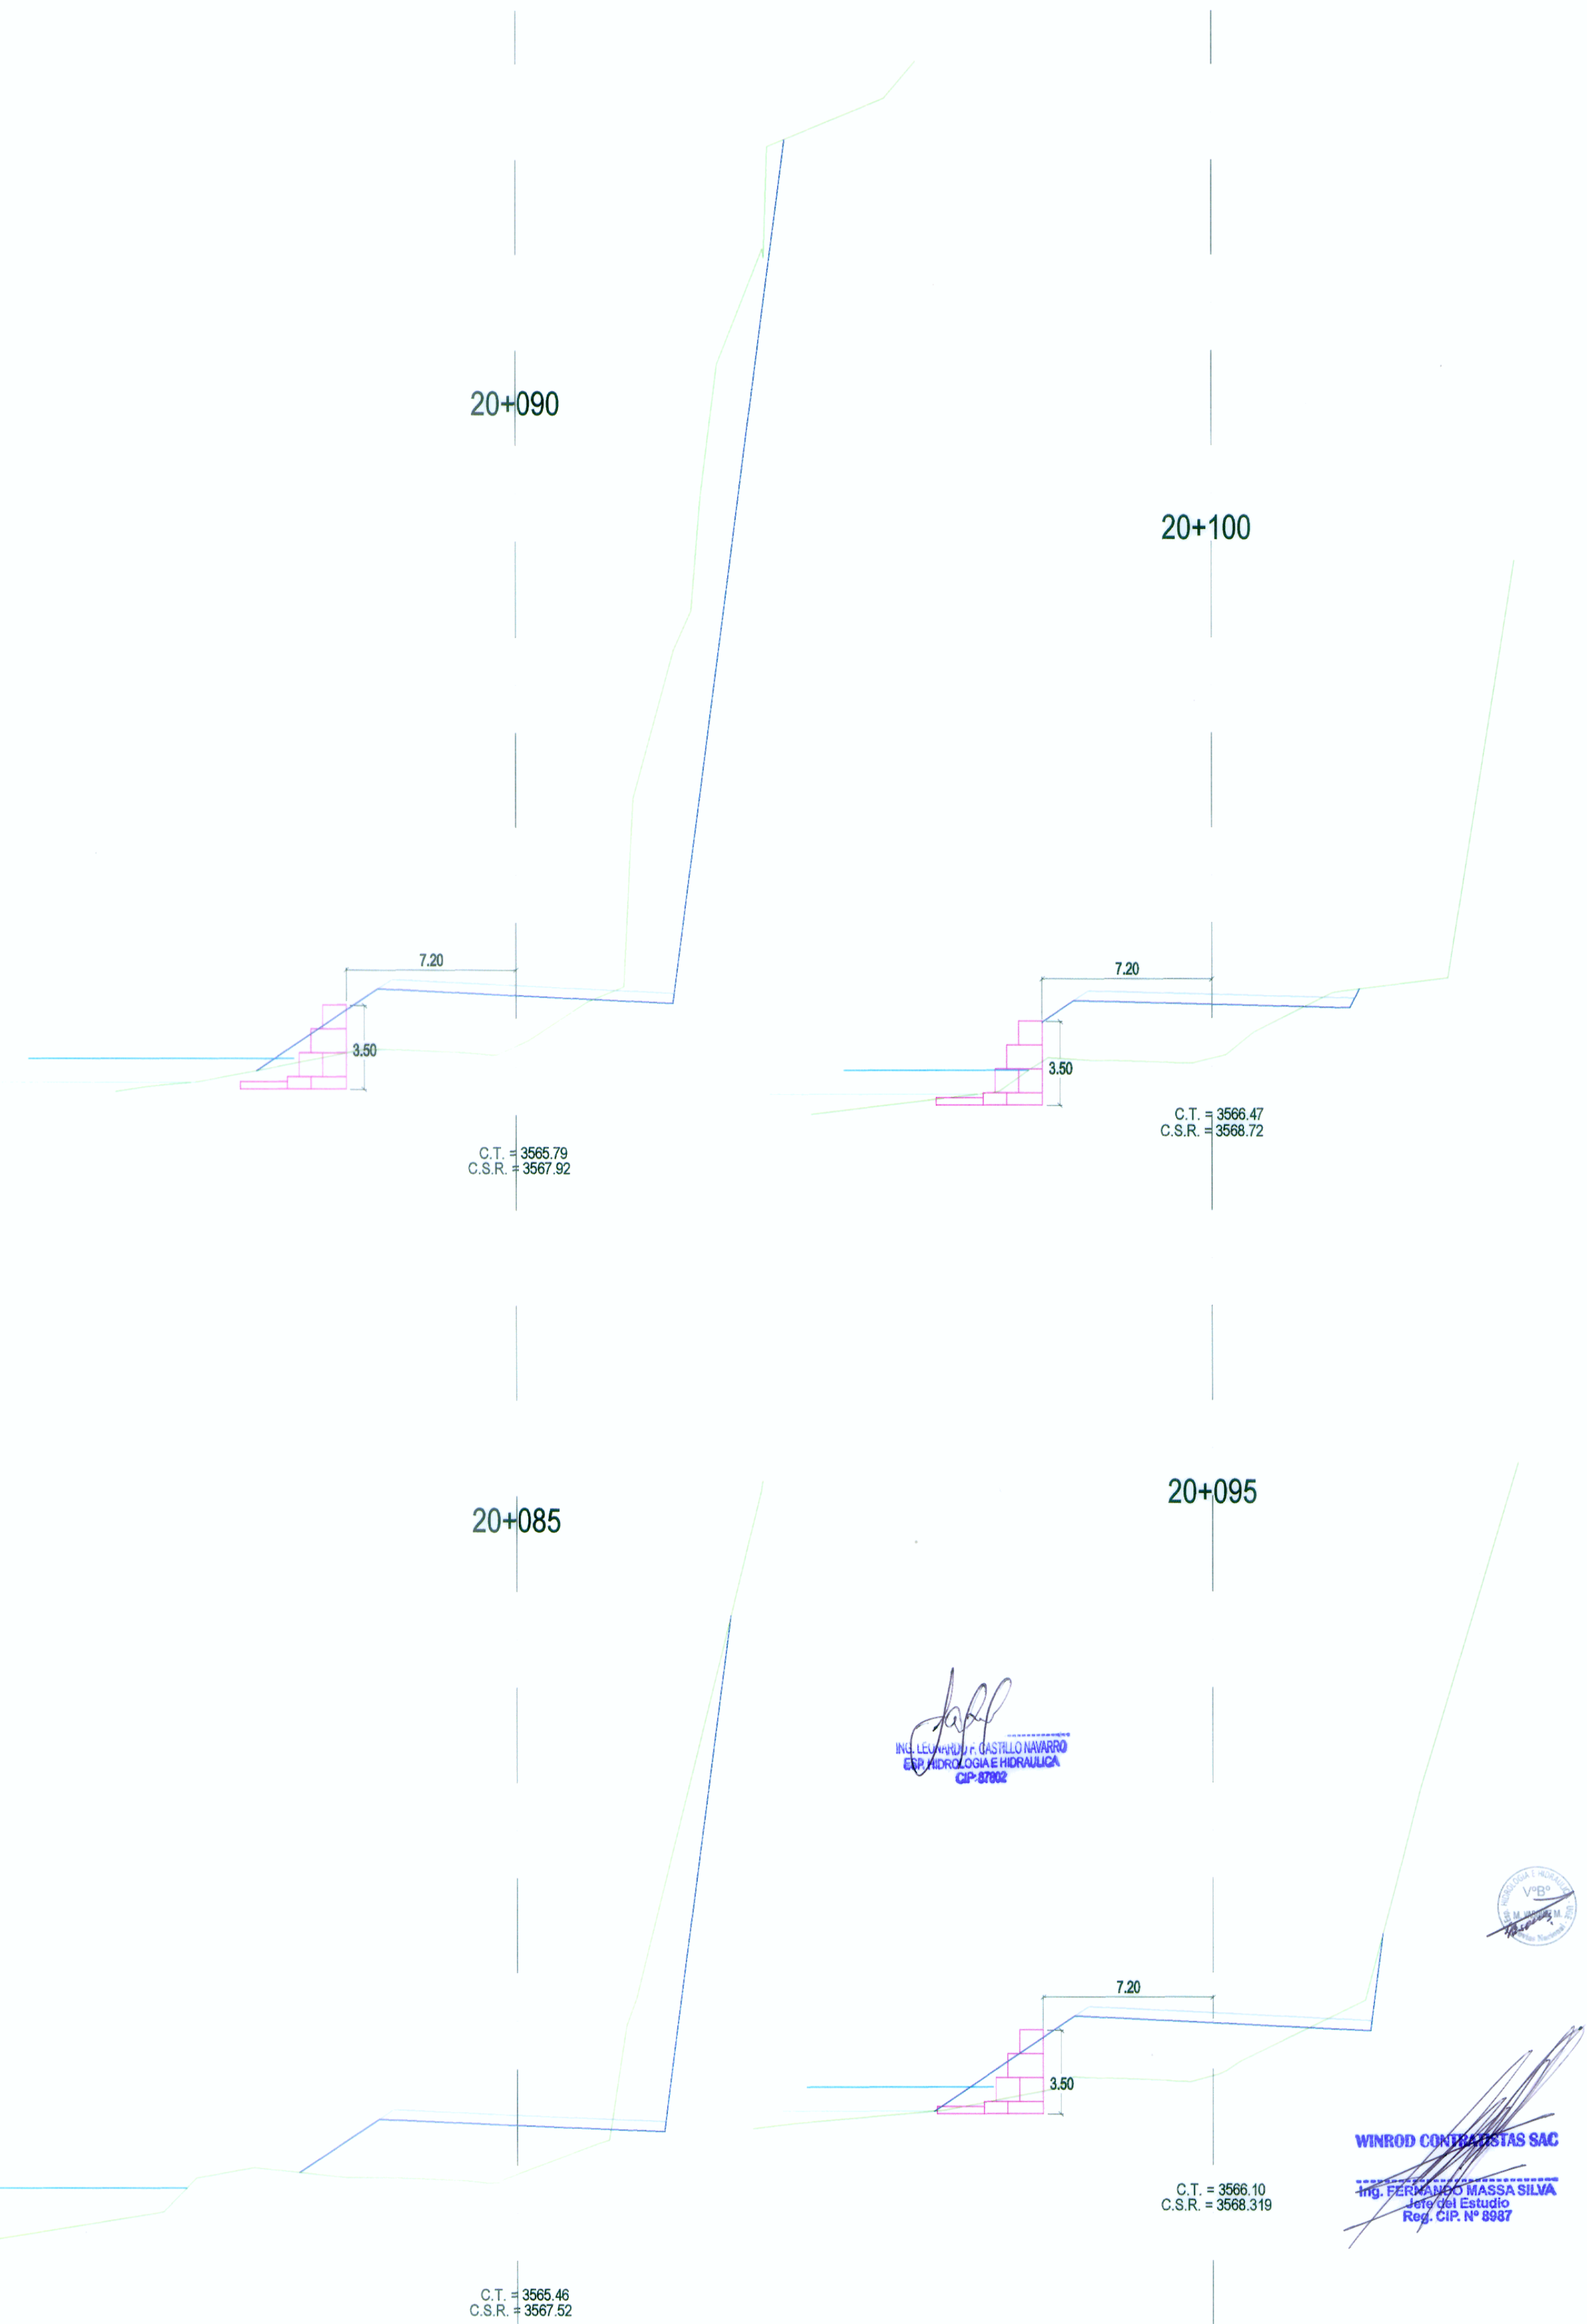 20+090
7.20
3.50
C.T. = 3565.79
C.S.R. = 3567.92
20+100
7.20
3.50
C.T. = 3566.47
C.S.R. = 3568.72
20+085
C.T. = 3565.46
C.S.R. = 3567.52
20+095
7.20
3.50
C.T. = 3566.10
C.S.R. = 3568.319
ING. LEONARDO F. CASTILLO NAVARRO
ESP. HIDROLOGIA E HIDRAULICA
CIP: 87802
HIDROLOGIA E HIDRAULICA
V°B°
WINROD CONTRATISTAS SAC
Ing. FERNANDO MASSA SILVA
Jefe del Estudio
Reg. CIP. N° 8987